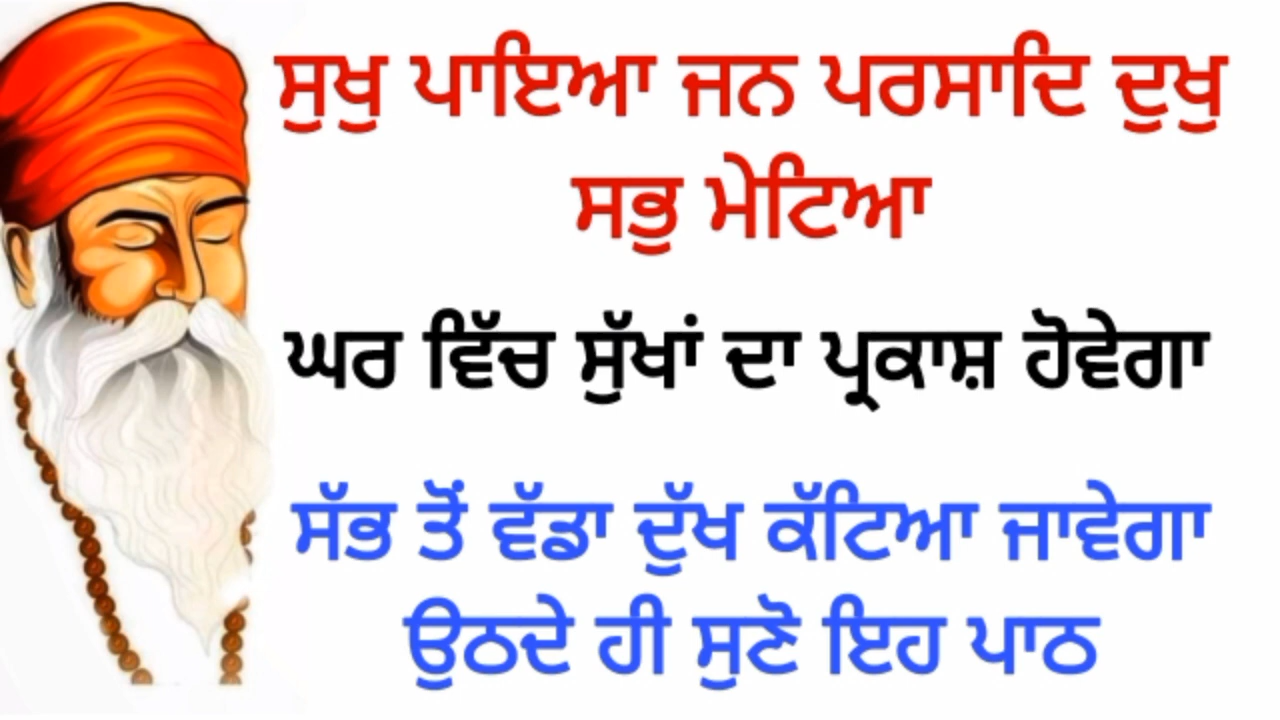 ਸੁਖੁ ਪਾਇਆ ਜਨ ਪਰਸਾਦਿ ਦੁਖੁ
ਸਭੁ ਮੇਟਿਆ
ਘਰ ਵਿੱਚ ਸੁੱਖਾਂ ਦਾ ਪ੍ਰਕਾਸ਼ ਹੋਵੇਗਾ
ਸੱਭ ਤੋਂ ਵੱਡਾ ਦੁੱਖ ਕੱਟਿਆ ਜਾਵੇਗਾ
ਉਠਦੇ ਹੀ ਸੁਣੋ ਇਹ ਪਾਠ